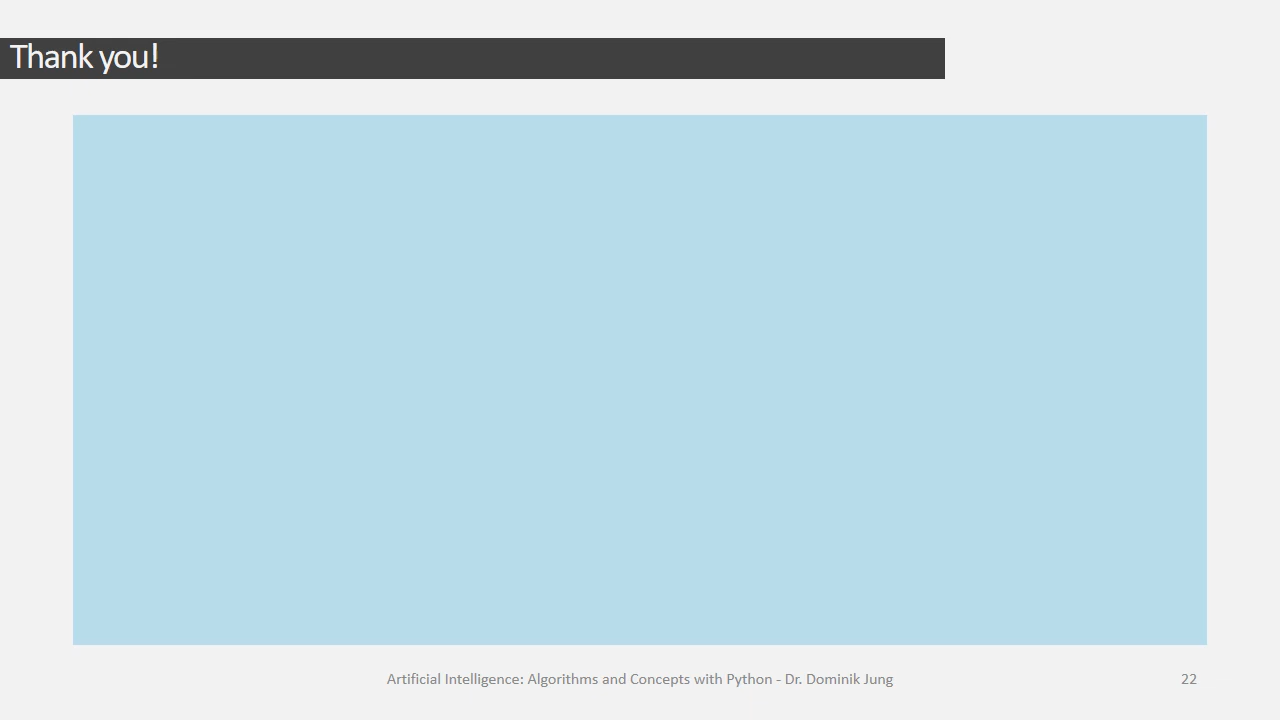 Thank you!
Artificial Intelligence: Algorithms and Concepts with Python - Dr. Dominik Jung
22